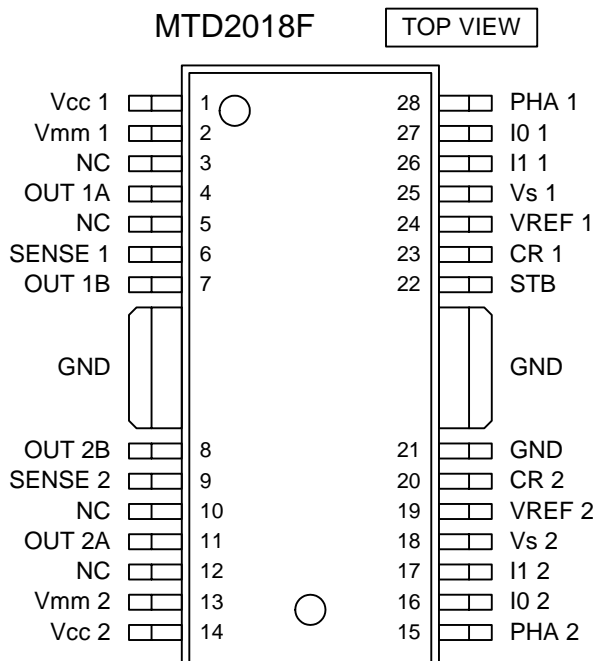 MTD2018F TOP VIEW
Vcc 1 1 28 PHA 1
Vmm 1 2 27 I0 1
NC 3 26 I1 1
OUT 1A 4 25 Vs 1
NC 5 24 VREF 1
SENSE 1 6 23 CR 1
OUT 1B 7 22 STB
GND GND
OUT 2B 8 21 GND
SENSE 2 9 20 CR 2
NC 10 19 VREF 2
OUT 2A 11 18 Vs 2
NC 12 17 I1 2
Vmm 2 13 16 I0 2
Vcc 2 14 15 PHA 2